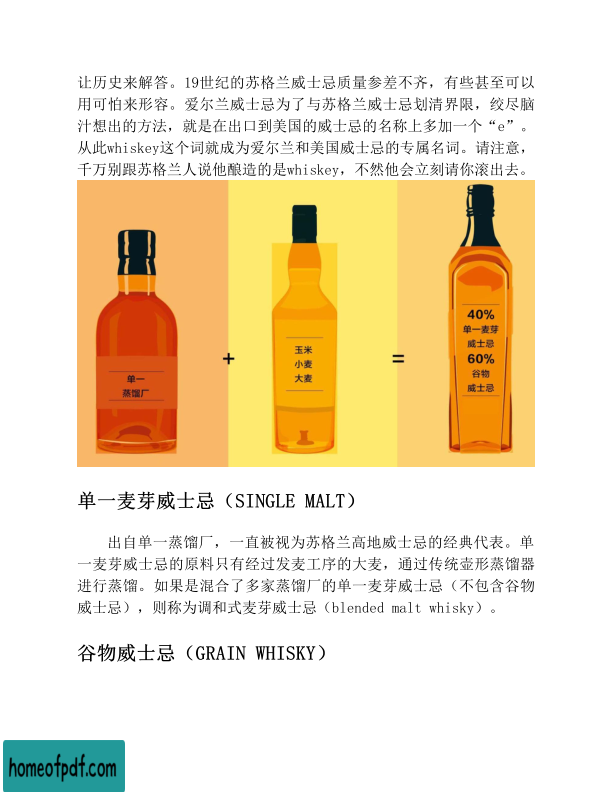 让历史来解答。19世纪的苏格兰威士忌质量参差不齐，有些甚至可以
用可怕来形容。爱尔兰威士忌为了与苏格兰威士忌划清界限，绞尽脑
汁想出的方法，就是在出口到美国的威士忌的名称上多加一个“e”。
从此whiskey这个词就成为爱尔兰和美国威士忌的专属名词。请注意，
千万别跟苏格兰人说他酿造的是whiskey，不然他会立刻请你滚出去。
单一
蒸馏厂
+
玉米
小麦
大麦
=
40%
单一麦芽
威士忌
60%
谷物
威士忌
单一麦芽威士忌（SINGLE MALT）
出自单一蒸馏厂，一直被视为苏格兰高地威士忌的经典代表。单
一麦芽威士忌的原料只有经过发麦工序的大麦，通过传统壶形蒸馏器
进行蒸馏。如果是混合了多家蒸馏厂的单一麦芽威士忌（不包含谷物
威士忌），则称为调和式麦芽威士忌（blended malt whisky）。
谷物威士忌（GRAIN WHISKY）
homeofpdf.com